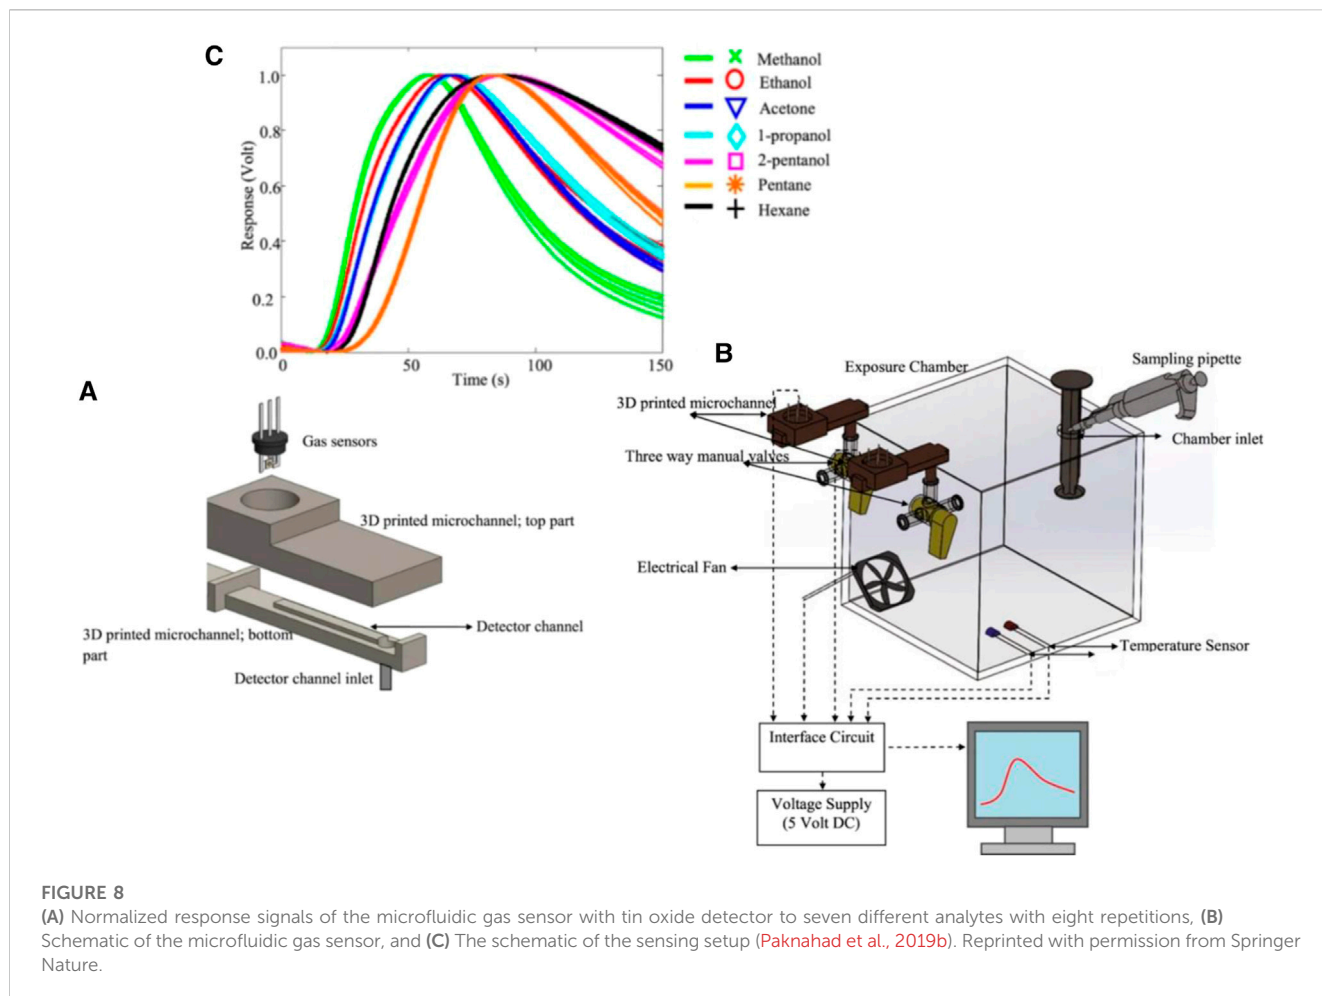 C
1.0
0.8
0.6
0.4
0.2
0.0
Response (Volt)
0
50
100
150
Time (s)
Methanol
Ethanol
Acetone
1-propanol
2-pentanol
Pentane
Hexane
A
Gas sensors
3D printed microchannel; top part
3D printed microchannel; bottom
part
Detector channel
Detector channel inlet
B
Exposure Chamber
Sampling pipette
3D printed microchannel
Chamber inlet
Three way manual valves
Electrical Fan
Temperature Sensor
Interface Circuit
Voltage Supply
(5 Volt DC)
FIGURE 8
(A) Normalized response signals of the microfluidic gas sensor with tin oxide detector to seven different analytes with eight repetitions, (B)
Schematic of the microfluidic gas sensor, and (C) The schematic of the sensing setup (Paknahad et al., 2019b). Reprinted with permission from Springer
Nature.